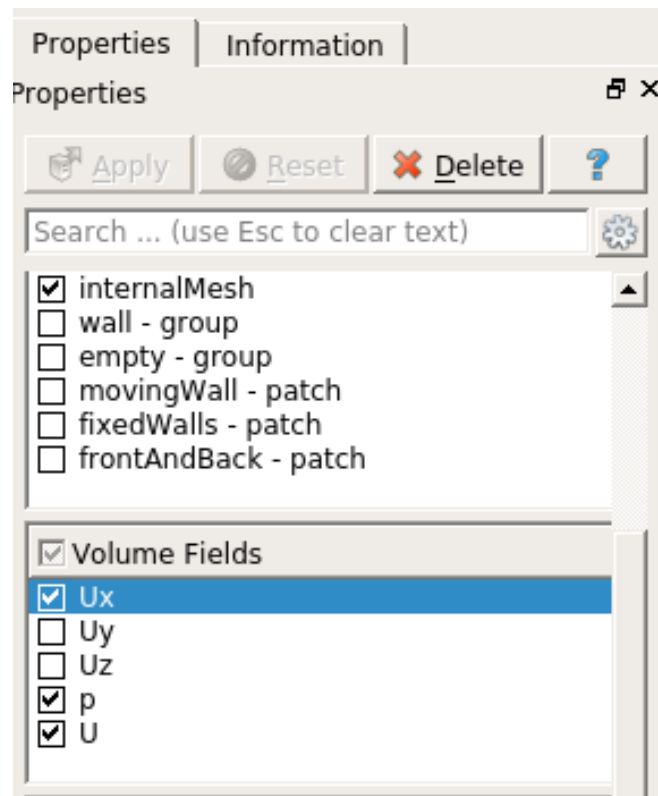 Properties Information
Properties
Apply Reset Delete ?
Search ... (use Esc to clear text)
internalMesh
wall - group
empty - group
movingWall - patch
fixedWalls - patch
frontAndBack - patch
Volume Fields
Ux
Uy
Uz
p
U